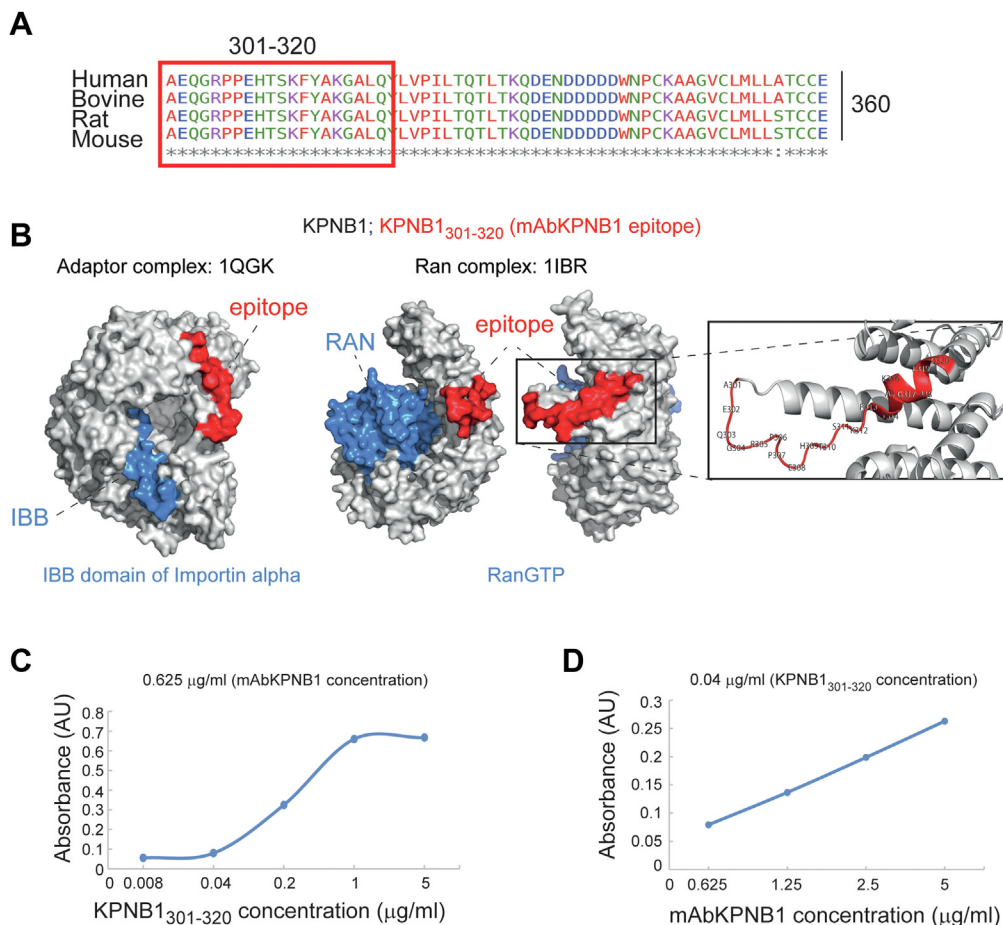 A
301-320
Human AEQGRPPEHTSKFYAKGALQYLVPILTQTLTKQDENDDDDDWNPCKAAGVCLMLLATCCE
Bovine AEQGRPPEHTSKFYAKGALQYLVPILTQTLTKQDENDDDDDWNPCKAAGVCLMLLATCCE
Rat AEQGRPPEHTSKFYAKGALQYLVPILTQTLTKQDENDDDDDWNPCKAAGVCLMLLSTCCE
Mouse AEQGRPPEHTSKFYAKGALQYLVPILTQTLTKQDENDDDDDWNPCKAAGVCLMLLSTCCE
*******************************************************:****
360
B
KPNB1; KPNB1301-320 (mAbKPNB1 epitope)
Adaptor complex: 1QGK
Ran complex: 1IBR
epitope
IBB
IBB domain of Importin alpha
RAN
epitope
RanGTP
A301
E302
Q303
G304
R305
P306
P307
E308
H309
T310
K312
C
0.625 μg/ml (mAbKPNB1 concentration)
Absorbance (AU)
0.8
0.7
0.6
0.5
0.4
0.3
0.2
0.1
0
0 0.008 0.04 0.2 1 5
KPNB1301-320 concentration (μg/ml)
D
0.04 μg/ml (KPNB1301-320 concentration)
Absorbance (AU)
0.3
0.25
0.2
0.15
0.1
0.05
0
0 0.625 1.25 2.5 5
mAbKPNB1 concentration (μg/ml)